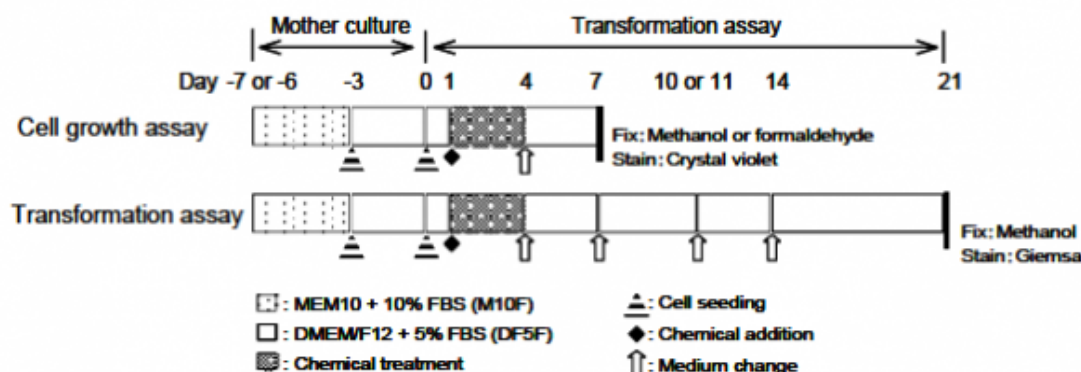 Mother culture Transformation assay
Day -7 or -6 -3 0 1 4 7 10 or 11 14 21
Cell growth assay
Fix: Methanol or formaldehyde
Stain: Crystal violet
Transformation assay
Fix: Methanol
Stain: Giemsa
: MEM10 + 10% FBS (M10F) : Cell seeding
: DMEM/F12 + 5% FBS (DF5F) : Chemical addition
: Chemical treatment : Medium change